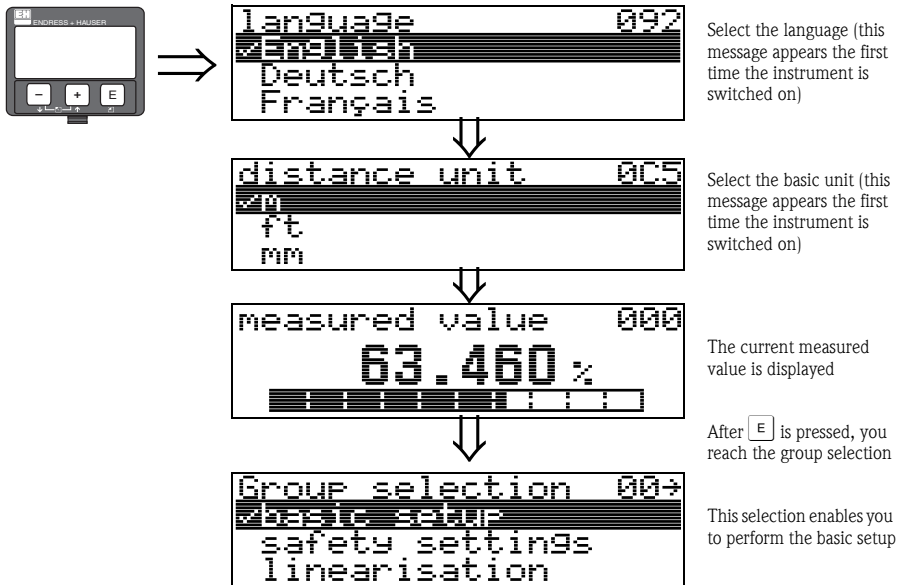 EH ENDRESS + HAUSER
- + E
language 092
✓English
Deutsch
Français
Select the language (this
message appears the first
time the instrument is
switched on)
distance unit 0C5
✓m
ft
mm
Select the basic unit (this
message appears the first
time the instrument is
switched on)
measured value 000
63.460 %
The current measured
value is displayed
After E is pressed, you
reach the group selection
Group selection 00→
✓basic setup
safety settings
linearisation
This selection enables you
to perform the basic setup